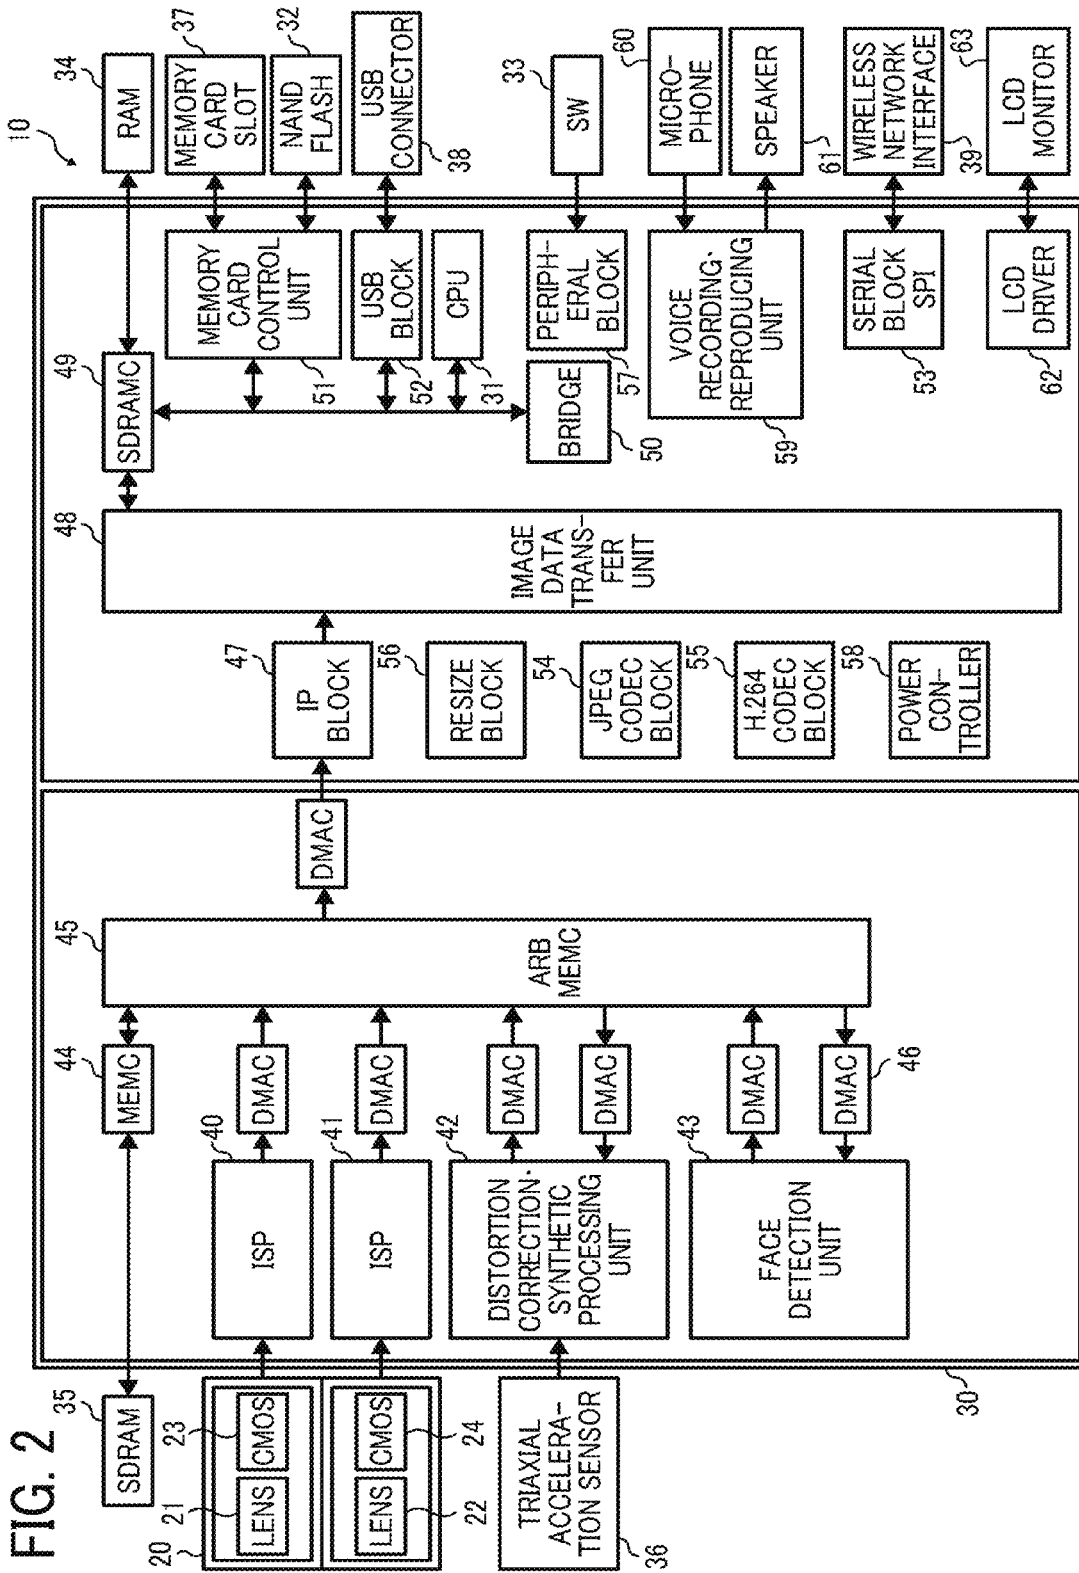 FIG. 2
10
35
SDRAM
44
MEMC
45
ARB
MEMC
48
IMAGE
DATA
TRANS-
FER
UNIT
49
SDRAMC
34
RAM
20
21
LENS
23
CMOS
40
ISP
DMAC
22
LENS
24
CMOS
41
ISP
DMAC
36
TRIAXIAL
ACCELERA-
TION SENSOR
42
DISTORTION
CORRECTION·
SYNTHETIC
PROCESSING
UNIT
DMAC
DMAC
43
FACE
DETECTION
UNIT
DMAC
DMAC
46
30
DMAC
47
IP
BLOCK
56
RESIZE
BLOCK
54
JPEG
CODEC
BLOCK
55
H.264
CODEC
BLOCK
58
POWER
CON-
TROLLER
MEMORY
CARD
CONTROL
UNIT
51
37
MEMORY
CARD
SLOT
32
NAND
FLASH
USB
BLOCK
52
USB
CONNECTOR
38
CPU
31
BRIDGE
50
PERIPH-
ERAL
BLOCK
57
33
SW
VOICE
RECORDING·
REPRODUCING
UNIT
59
60
MICRO-
PHONE
SPEAKER
61
SERIAL
BLOCK
SPI
53
WIRELESS
NETWORK
INTERFACE
39
LCD
DRIVER
62
63
LCD
MONITOR